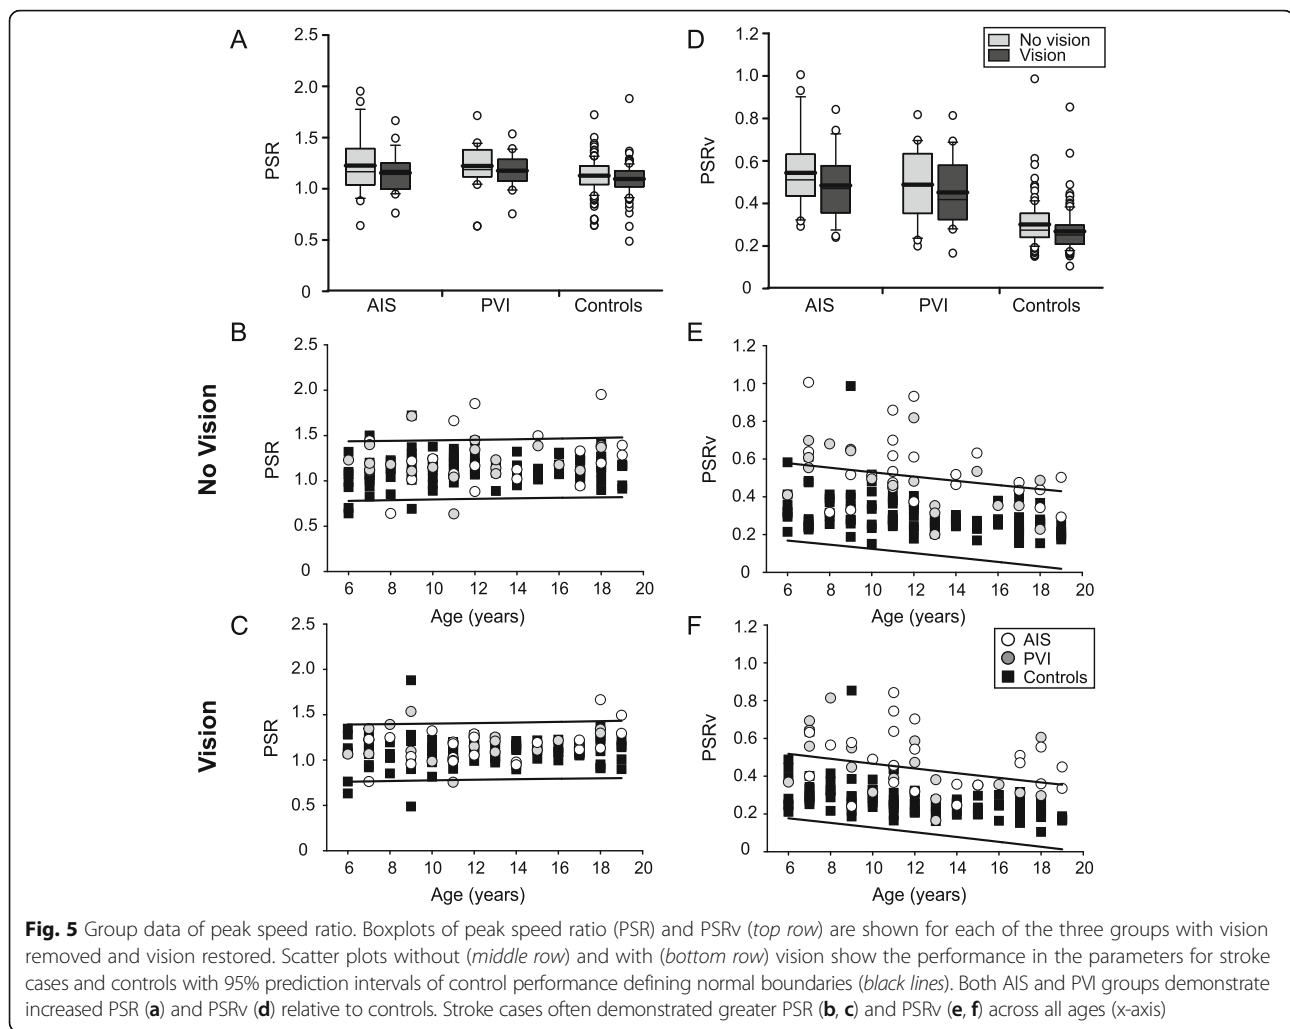 A
2.5
2.0
1.5
1.0
0.5
0
PSR
AIS
PVI
Controls
D
No vision
Vision
1.2
1.0
0.8
0.6
0.4
0.2
0
PSRv
AIS
PVI
Controls
No Vision
B
2.5
2.0
1.5
1.0
0.5
0
PSR
6 8 10 12 14 16 18 20
Age (years)
E
1.2
1.0
0.8
0.6
0.4
0.2
0
PSRv
6 8 10 12 14 16 18 20
Age (years)
Vision
C
2.5
2.0
1.5
1.0
0.5
0
PSR
6 8 10 12 14 16 18 20
Age (years)
F
AIS
PVI
Controls
1.2
1.0
0.8
0.6
0.4
0.2
0
PSRv
6 8 10 12 14 16 18 20
Age (years)
Fig. 5 Group data of peak speed ratio. Boxplots of peak speed ratio (PSR) and PSRv (top row) are shown for each of the three groups with vision
removed and vision restored. Scatter plots without (middle row) and with (bottom row) vision show the performance in the parameters for stroke
cases and controls with 95% prediction intervals of control performance defining normal boundaries (black lines). Both AIS and PVI groups demonstrate
increased PSR (a) and PSRv (d) relative to controls. Stroke cases often demonstrated greater PSR (b, c) and PSRv (e, f) across all ages (x-axis)